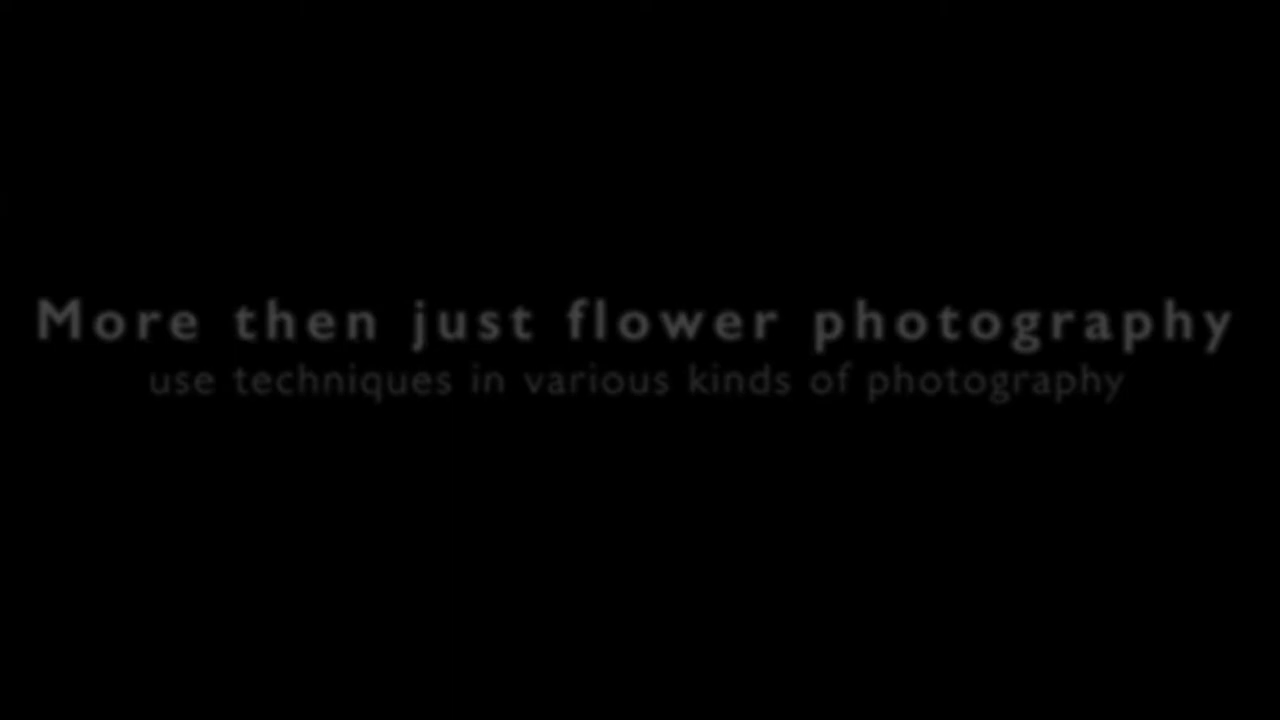 More then just flower photography
use techniques in various kinds of photography